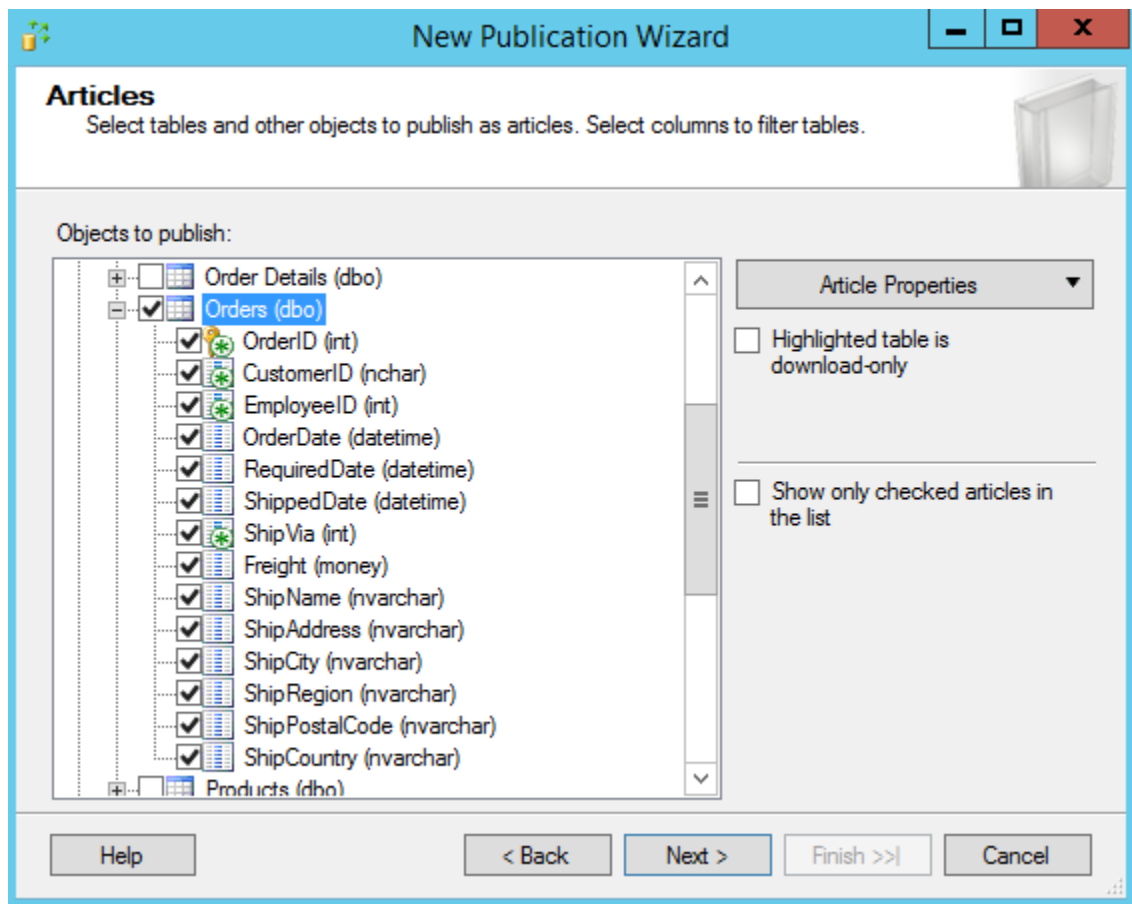 New Publication Wizard
Articles
Select tables and other objects to publish as articles. Select columns to filter tables.
Objects to publish:
Order Details (dbo)
Orders (dbo)
OrderID (int)
CustomerID (nchar)
EmployeeID (int)
OrderDate (datetime)
RequiredDate (datetime)
ShippedDate (datetime)
ShipVia (int)
Freight (money)
ShipName (nvarchar)
ShipAddress (nvarchar)
ShipCity (nvarchar)
ShipRegion (nvarchar)
ShipPostalCode (nvarchar)
ShipCountry (nvarchar)
Products (dbo)
Article Properties
Highlighted table is
download-only
Show only checked articles in
the list
Help
< Back
Next >
Finish >>|
Cancel